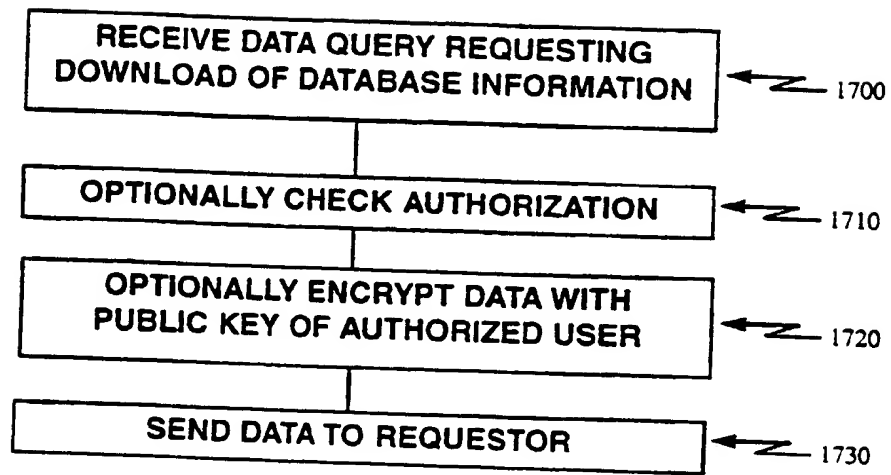 RECEIVE DATA QUERY REQUESTING
DOWNLOAD OF DATABASE INFORMATION
1700
OPTIONALLY CHECK AUTHORIZATION
1710
OPTIONALLY ENCRYPT DATA WITH
PUBLIC KEY OF AUTHORIZED USER
1720
SEND DATA TO REQUESTOR
1730